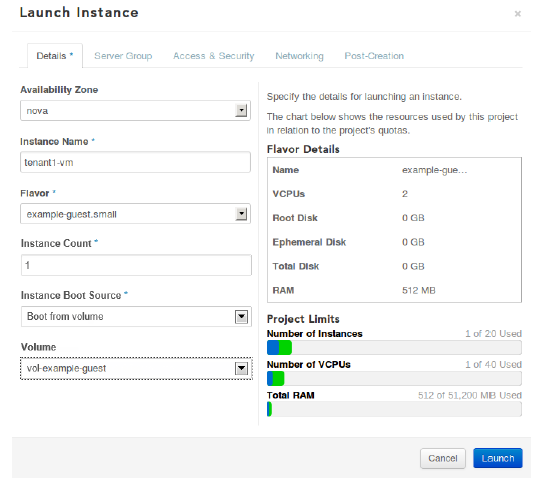 Launch Instance
×
Details * Server Group Access & Security Networking Post-Creation
Availability Zone
nova
Instance Name *
tenant1-vm
Flavor *
example-guest.small
Instance Count *
1
Instance Boot Source *
Boot from volume
Volume
vol-example-guest
Specify the details for launching an instance.
The chart below shows the resources used by this project
in relation to the project's quotas.
Flavor Details
Name example-gue...
VCPUs 2
Root Disk 0 GB
Ephemeral Disk 0 GB
Total Disk 0 GB
RAM 512 MB
Project Limits
Number of Instances 1 of 20 Used
Number of VCPUs 1 of 40 Used
Total RAM 512 of 51,200 MB Used
Cancel Launch